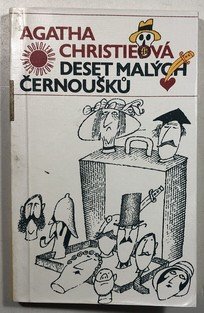 AGATHA
CHRISTIEOVÁ
DESET MALÝCH
ČERNOUŠKŮ